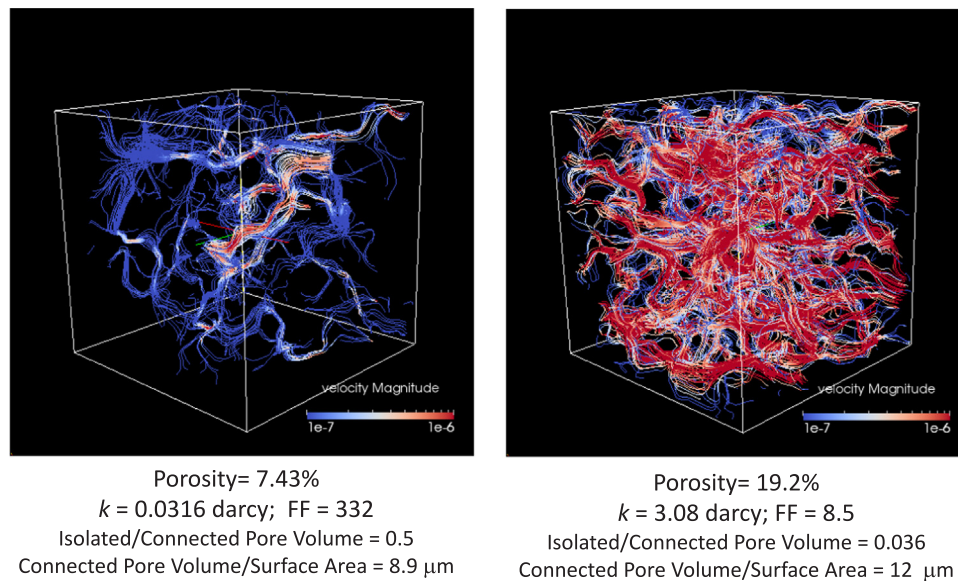 velocity Magnitude
1e-7 1e-6
Porosity= 7.43%
k = 0.0316 darcy; FF = 332
Isolated/Connected Pore Volume = 0.5
Connected Pore Volume/Surface Area = 8.9 μm
velocity Magnitude
1e-7 1e-6
Porosity= 19.2%
k = 3.08 darcy; FF = 8.5
Isolated/Connected Pore Volume = 0.036
Connected Pore Volume/Surface Area = 12 μm